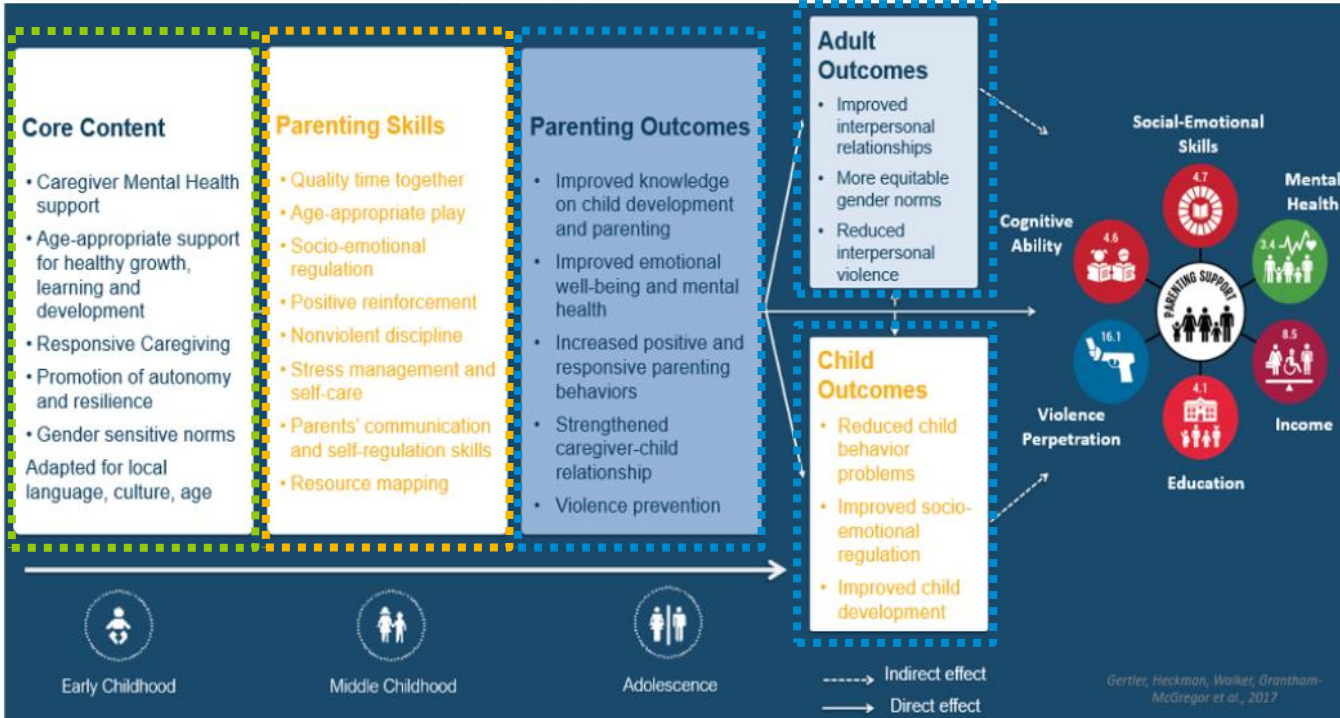 Core Content
• Caregiver Mental Health
support
• Age-appropriate support
for healthy growth,
learning and
development
• Responsive Caregiving
• Promotion of autonomy
and resilience
• Gender sensitive norms
Adapted for local
language, culture, age
Parenting Skills
• Quality time together
• Age-appropriate play
• Socio-emotional
regulation
• Positive reinforcement
• Nonviolent discipline
• Stress management and
self-care
• Parents' communication
and self-regulation skills
• Resource mapping
Parenting Outcomes
• Improved knowledge
on child development
and parenting
• Improved emotional
well-being and mental
health
• Increased positive and
responsive parenting
behaviors
• Strengthened
caregiver-child
relationship
• Violence prevention
Adult
Outcomes
• Improved
interpersonal
relationships
• More equitable
gender norms
• Reduced
interpersonal
violence
Child
Outcomes
• Reduced child
behavior
problems
• Improved socio-
emotional
regulation
• Improved child
development
Social-Emotional
Skills
4.7
Mental
Health
3.4
Cognitive
Ability
4.6
PARENTING SUPPORT
16.1
Violence
Perpetration
4.1
Education
8.5
Income
Early Childhood
Middle Childhood
Adolescence
Indirect effect
Direct effect
Gertler, Heckman, Walker, Grantham-
McGregor et al., 2017